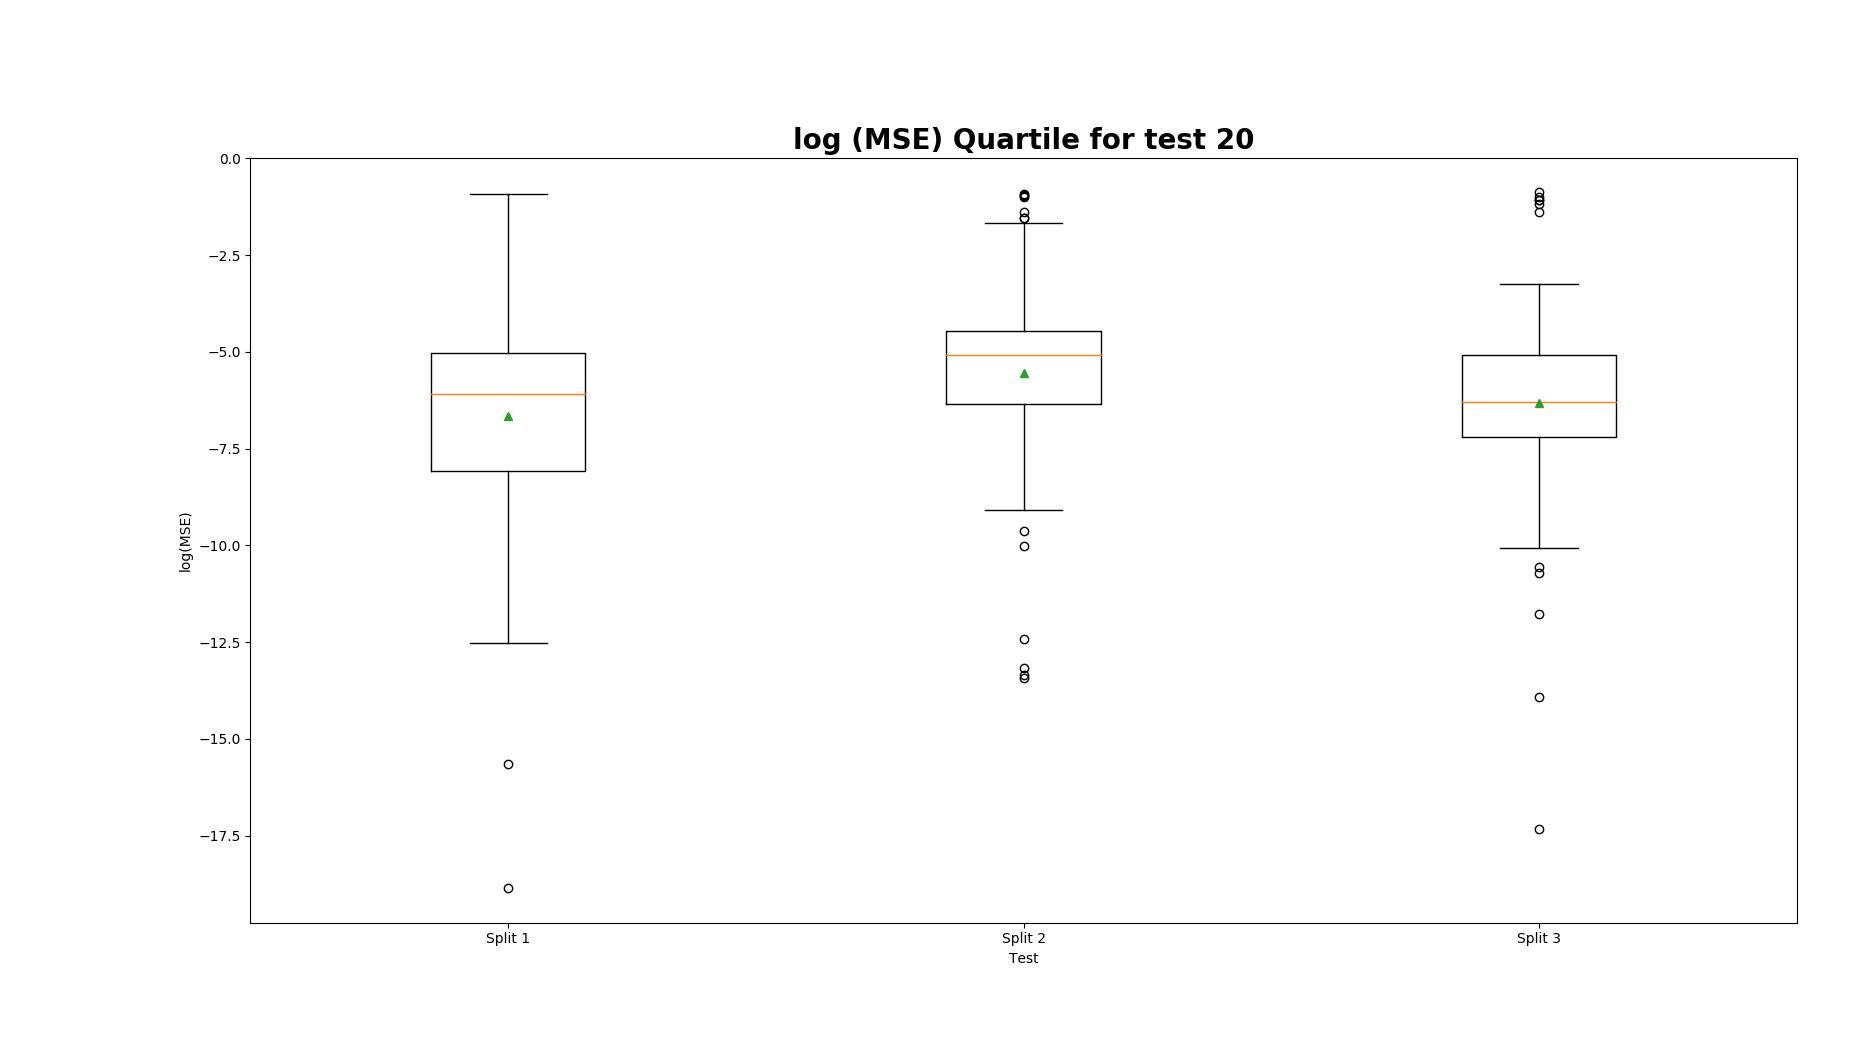 log (MSE) Quartile for test 20
0.0
−2.5
−5.0
−7.5
−10.0
−12.5
−15.0
−17.5
log(MSE)
Split 1
Split 2
Split 3
Test